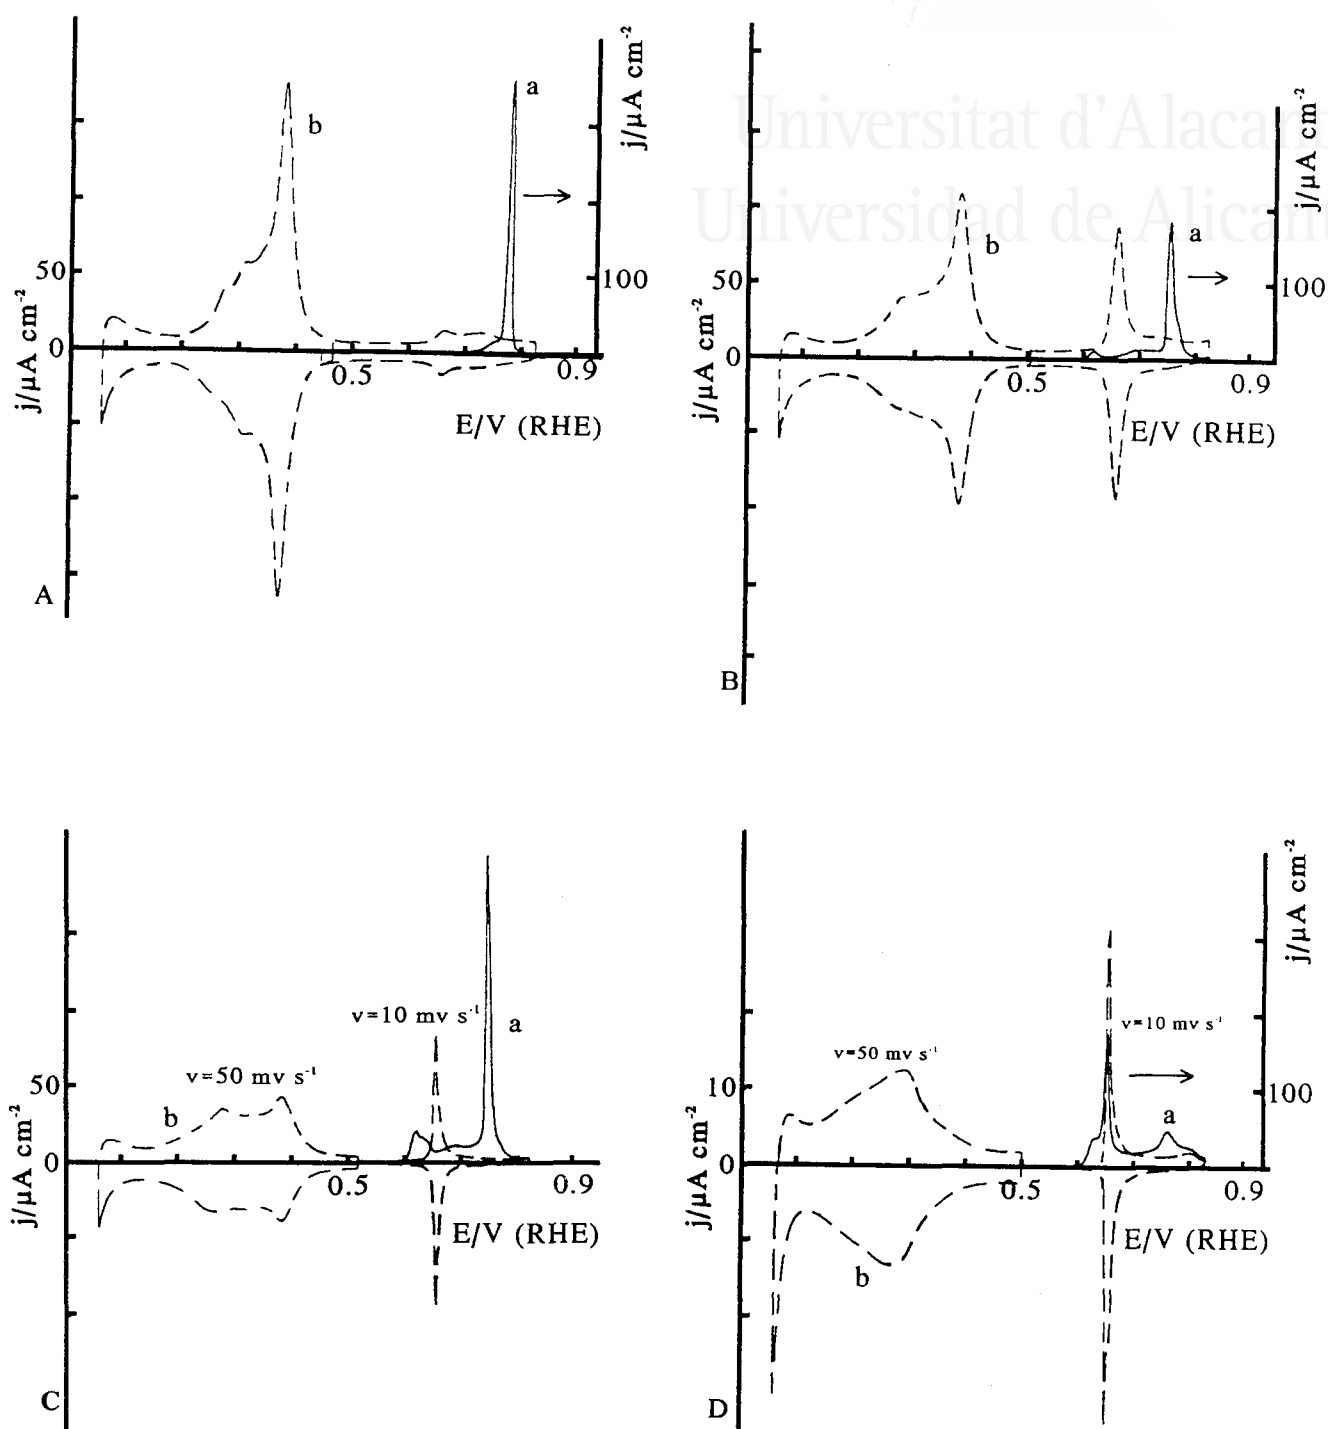 Universitat d'Alacant
Universidad de Alicante
j/μA cm⁻²
50
0
b
a
j/μA cm⁻²
100
0.5
0.9
E/V (RHE)
A
j/μA cm⁻²
50
0
b
a
j/μA cm⁻²
100
0.5
0.9
E/V (RHE)
B
j/μA cm⁻²
50
0
v=10 mv s⁻¹
a
v=50 mv s⁻¹
b
0.5
0.9
E/V (RHE)
C
j/μA cm⁻²
10
0
v=10 mv s⁻¹
v=50 mv s⁻¹
a
j/μA cm⁻²
100
0.5
0.9
E/V (RHE)
b
D